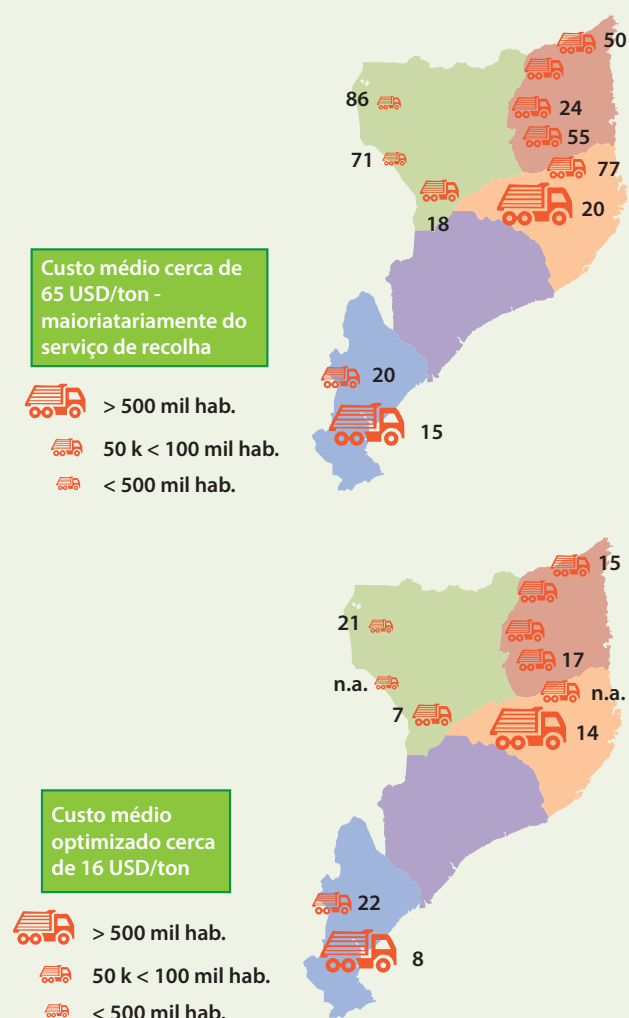 50
86
24
55
71
77
20
18
Custo médio cerca de
65 USD/ton -
maioriatariamente do
serviço de recolha
20
> 500 mil hab.
15
50 k < 100 mil hab.
< 500 mil hab.
15
21
17
n.a.
n.a.
7
14
Custo médio
optimizado cerca
de 16 USD/ton
22
> 500 mil hab.
8
50 k < 100 mil hab.
< 500 mil hab.